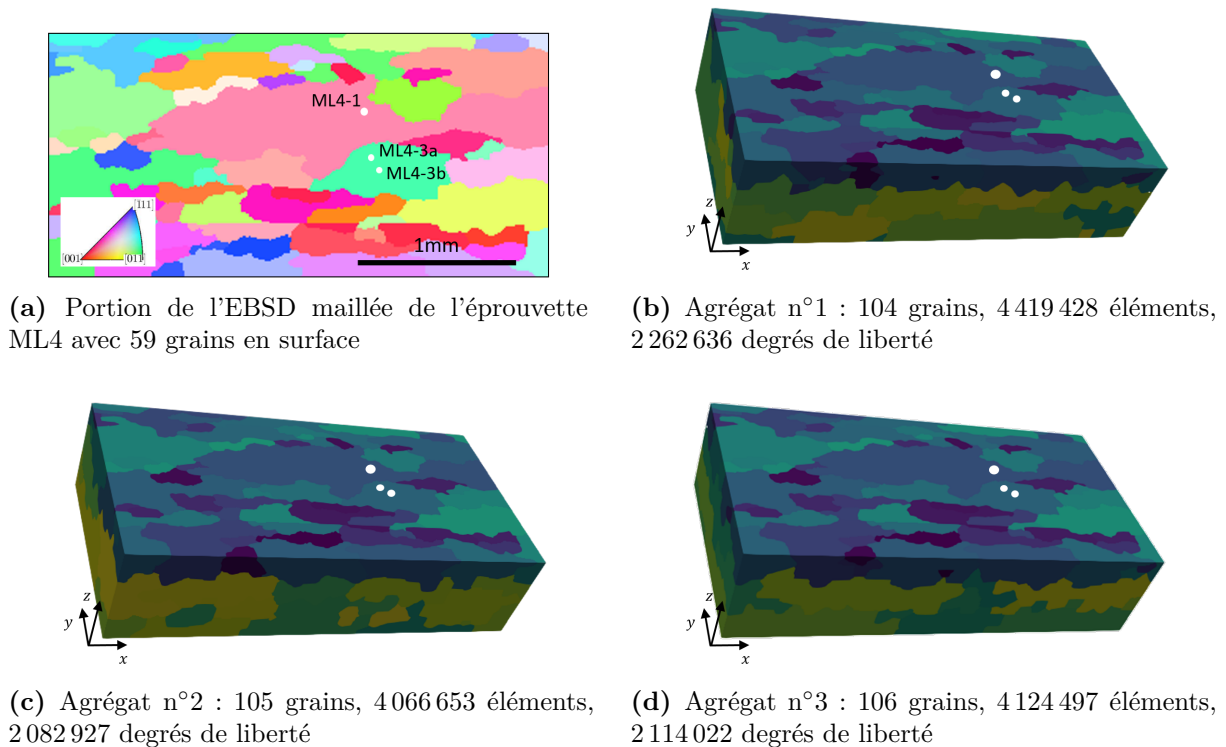 ML4-1
ML4-3a
ML4-3b
[111]
[001]
[011]
1mm
(a) Portion de l'EBSD maillée de l'éprouvette
ML4 avec 59 grains en surface
z
y
x
(b) Agrégat n°1 : 104 grains, 4 419 428 éléments,
2 262 636 degrés de liberté
z
y
x
(c) Agrégat n°2 : 105 grains, 4 066 653 éléments,
2 082 927 degrés de liberté
z
y
x
(d) Agrégat n°3 : 106 grains, 4 124 497 éléments,
2 114 022 degrés de liberté